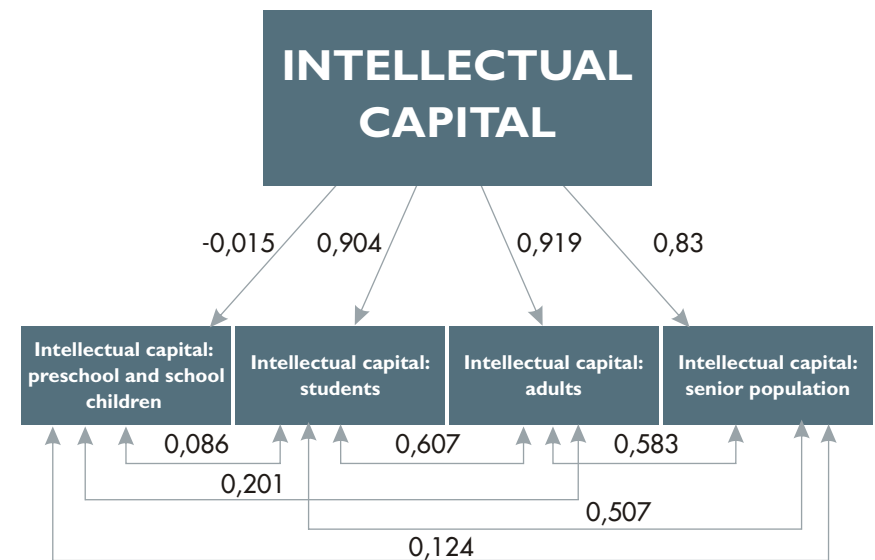 INTELLECTUAL
CAPITAL
-0,015
0,904
0,919
0,83
Intellectual capital:
preschool and school
children
Intellectual capital:
students
Intellectual capital:
adults
Intellectual capital:
senior population
0,086
0,607
0,583
0,201
0,507
0,124